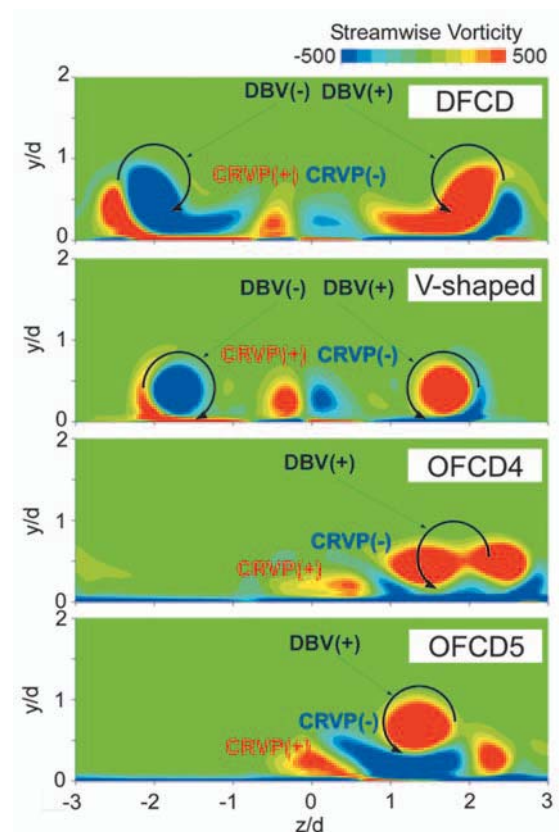 Streamwise Vorticity
-500 500
2
DBV(-) DBV(+)
DFCD
y/d
1
CRVP(+) CRVP(-)
0
2
DBV(-) DBV(+)
V-shaped
y/d
1
CRVP(+) CRVP(-)
0
2
DBV(+)
OFCD4
y/d
1
CRVP(-)
CRVP(+)
0
2
DBV(+)
OFCD5
y/d
1
CRVP(-)
CRVP(+)
0
-3 -2 -1 0 1 2 3
z/d